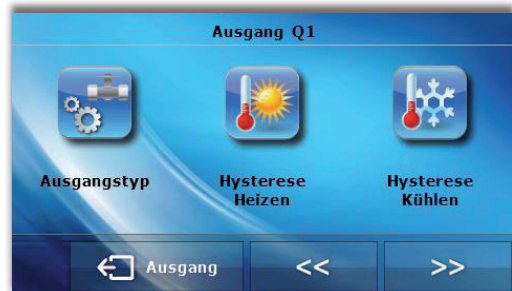 Ausgang Q1
Ausgangstyp
Hysterese
Heizen
Hysterese
Kühlen
Ausgang
<<
>>